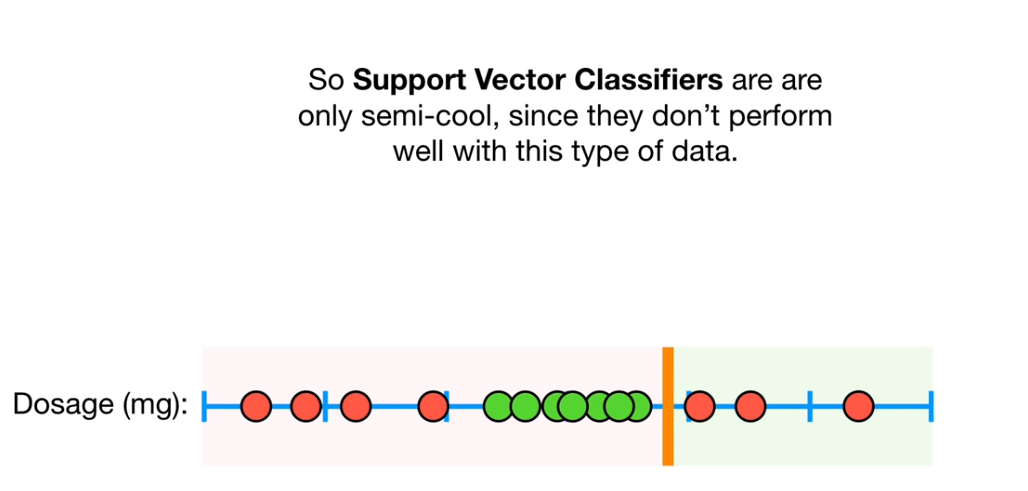 So Support Vector Classifiers are are
only semi-cool, since they don’t perform
well with this type of data.
Dosage (mg):